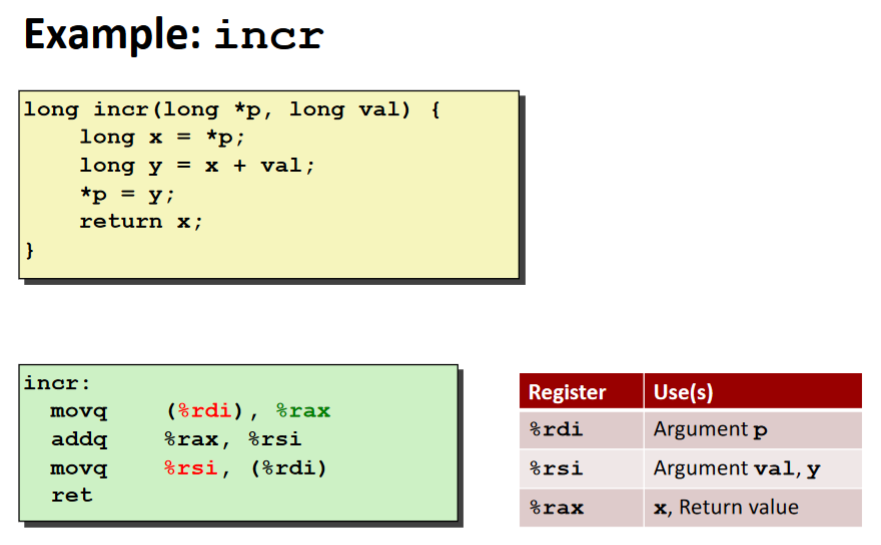 Example: incr
long incr(long *p, long val) {
    long x = *p;
    long y = x + val;
    *p = y;
    return x;
}
incr:
  movq    (%rdi), %rax
  addq    %rax, %rsi
  movq    %rsi, (%rdi)
  ret
Register Use(s)
%rdi Argument p
%rsi Argument val, y
%rax x, Return value